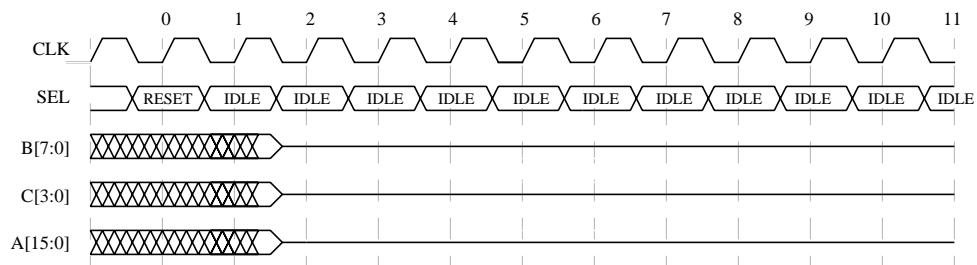 0 1 2 3 4 5 6 7 8 9 10 11
CLK
SEL RESET IDLE IDLE IDLE IDLE IDLE IDLE IDLE IDLE IDLE IDLE IDLE
B[7:0]
C[3:0]
A[15:0]